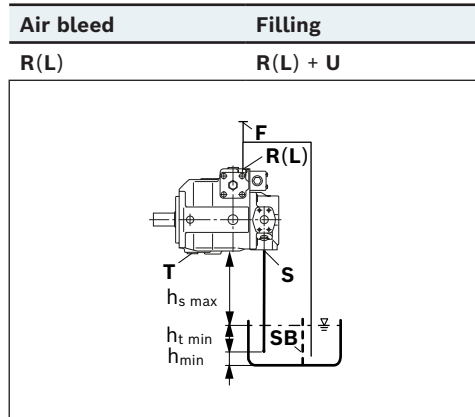 Air bleed Filling
R(L) R(L) + U
F
R(L)
T S
hs max
ht min SB
hmin